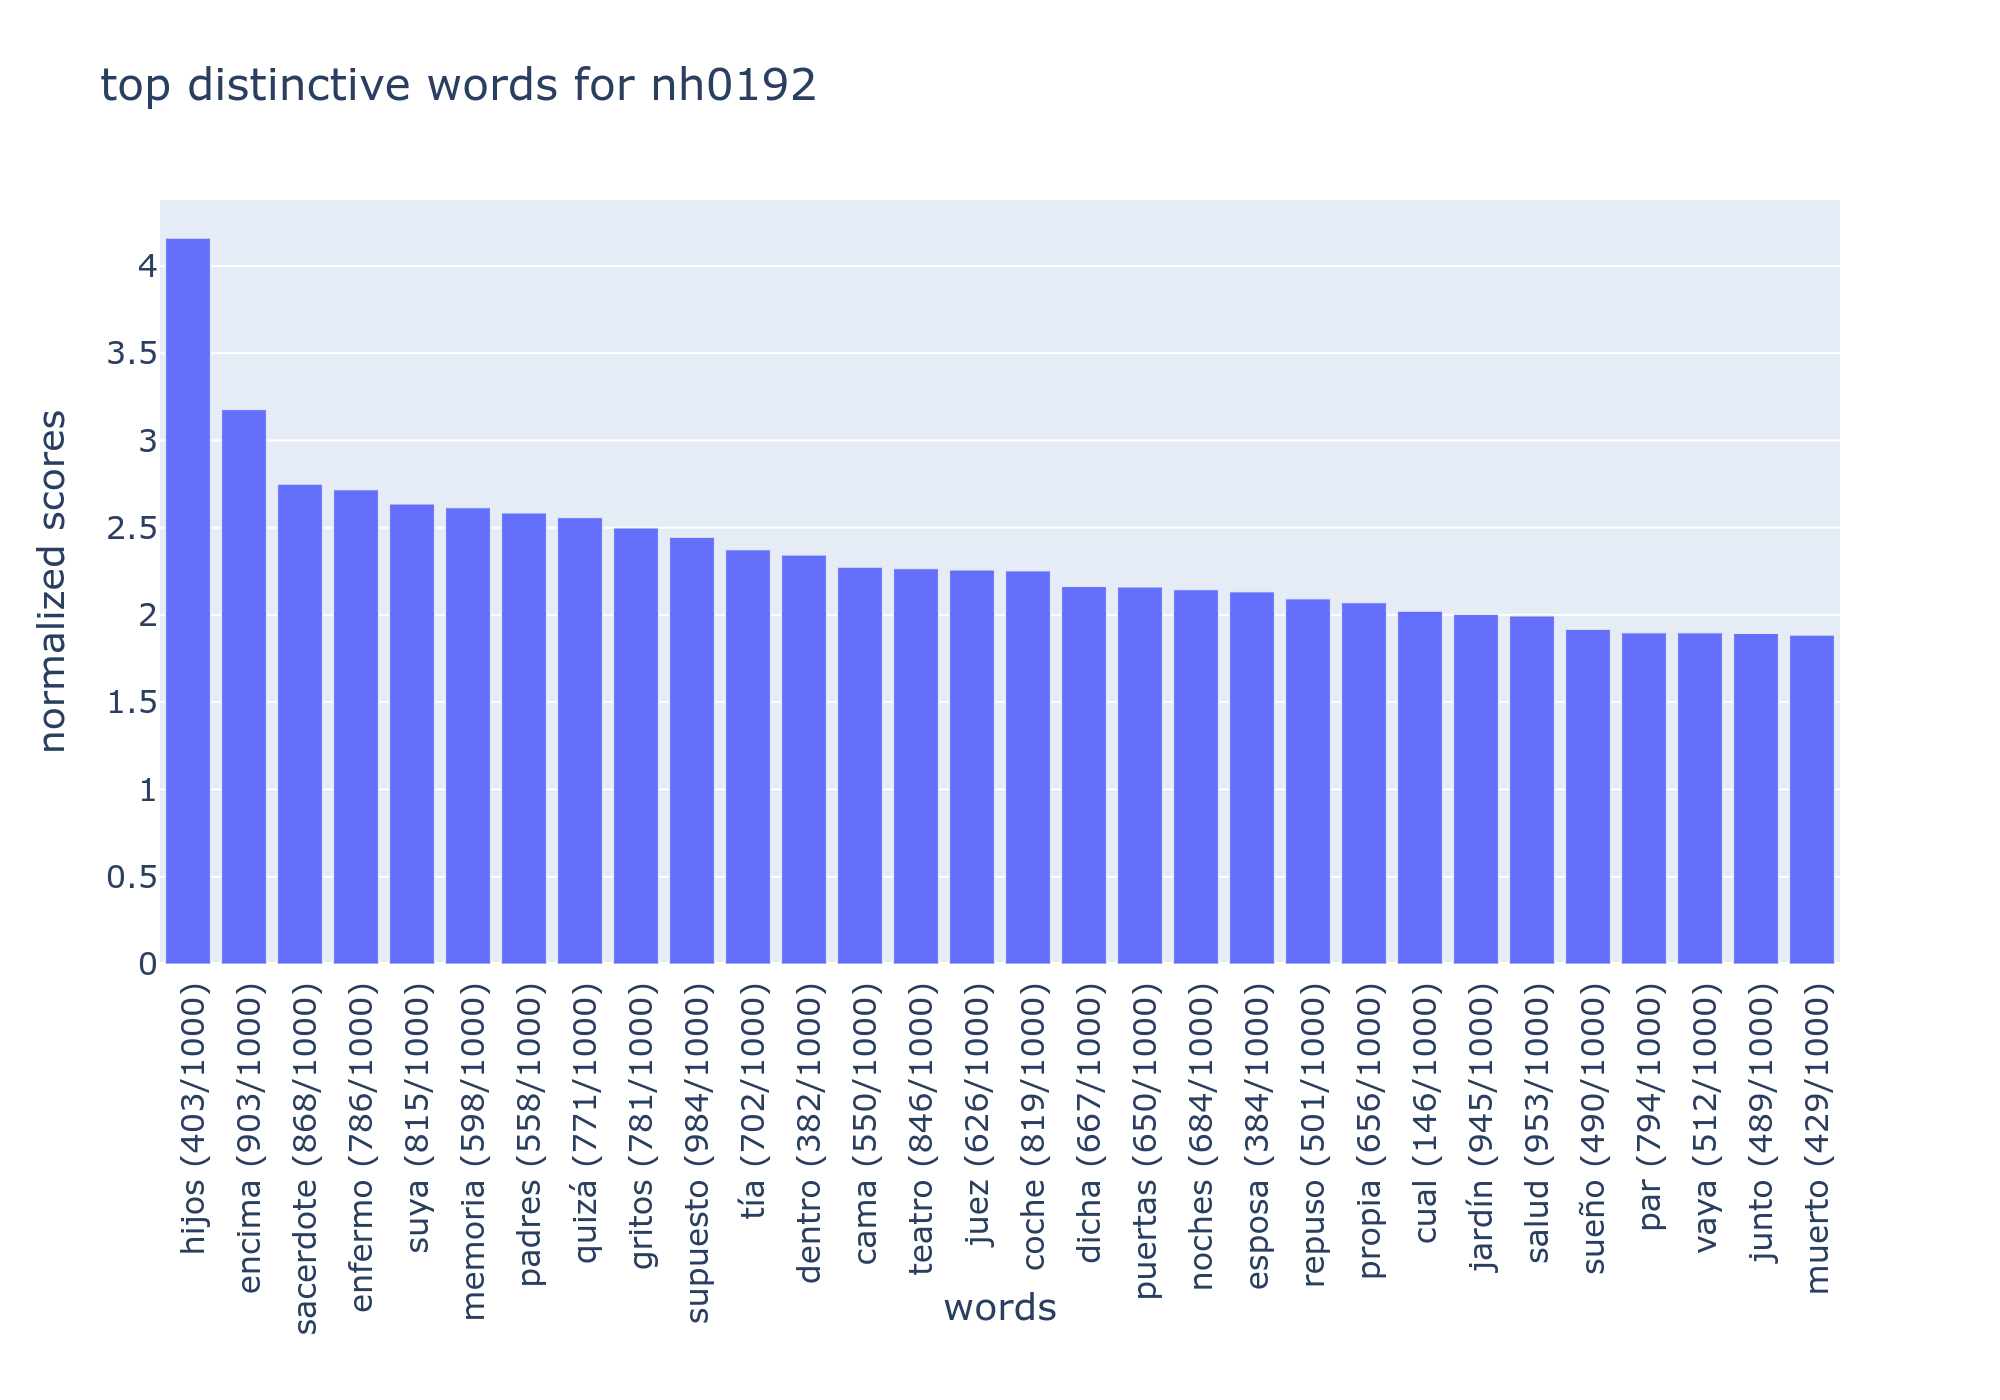 top distinctive words for nh0192
normalized scores
4
3.5
3
2.5
2
1.5
1
0.5
0
hijos (403/1000)
encima (903/1000)
sacerdote (868/1000)
enfermo (786/1000)
suya (815/1000)
memoria (598/1000)
padres (558/1000)
quizá (771/1000)
gritos (781/1000)
supuesto (984/1000)
tía (702/1000)
dentro (382/1000)
cama (550/1000)
teatro (846/1000)
juez (626/1000)
coche (819/1000)
dicha (667/1000)
puertas (650/1000)
noches (684/1000)
esposa (384/1000)
repuso (501/1000)
propia (656/1000)
cual (146/1000)
jardín (945/1000)
salud (953/1000)
sueño (490/1000)
par (794/1000)
vaya (512/1000)
junto (489/1000)
muerto (429/1000)
words